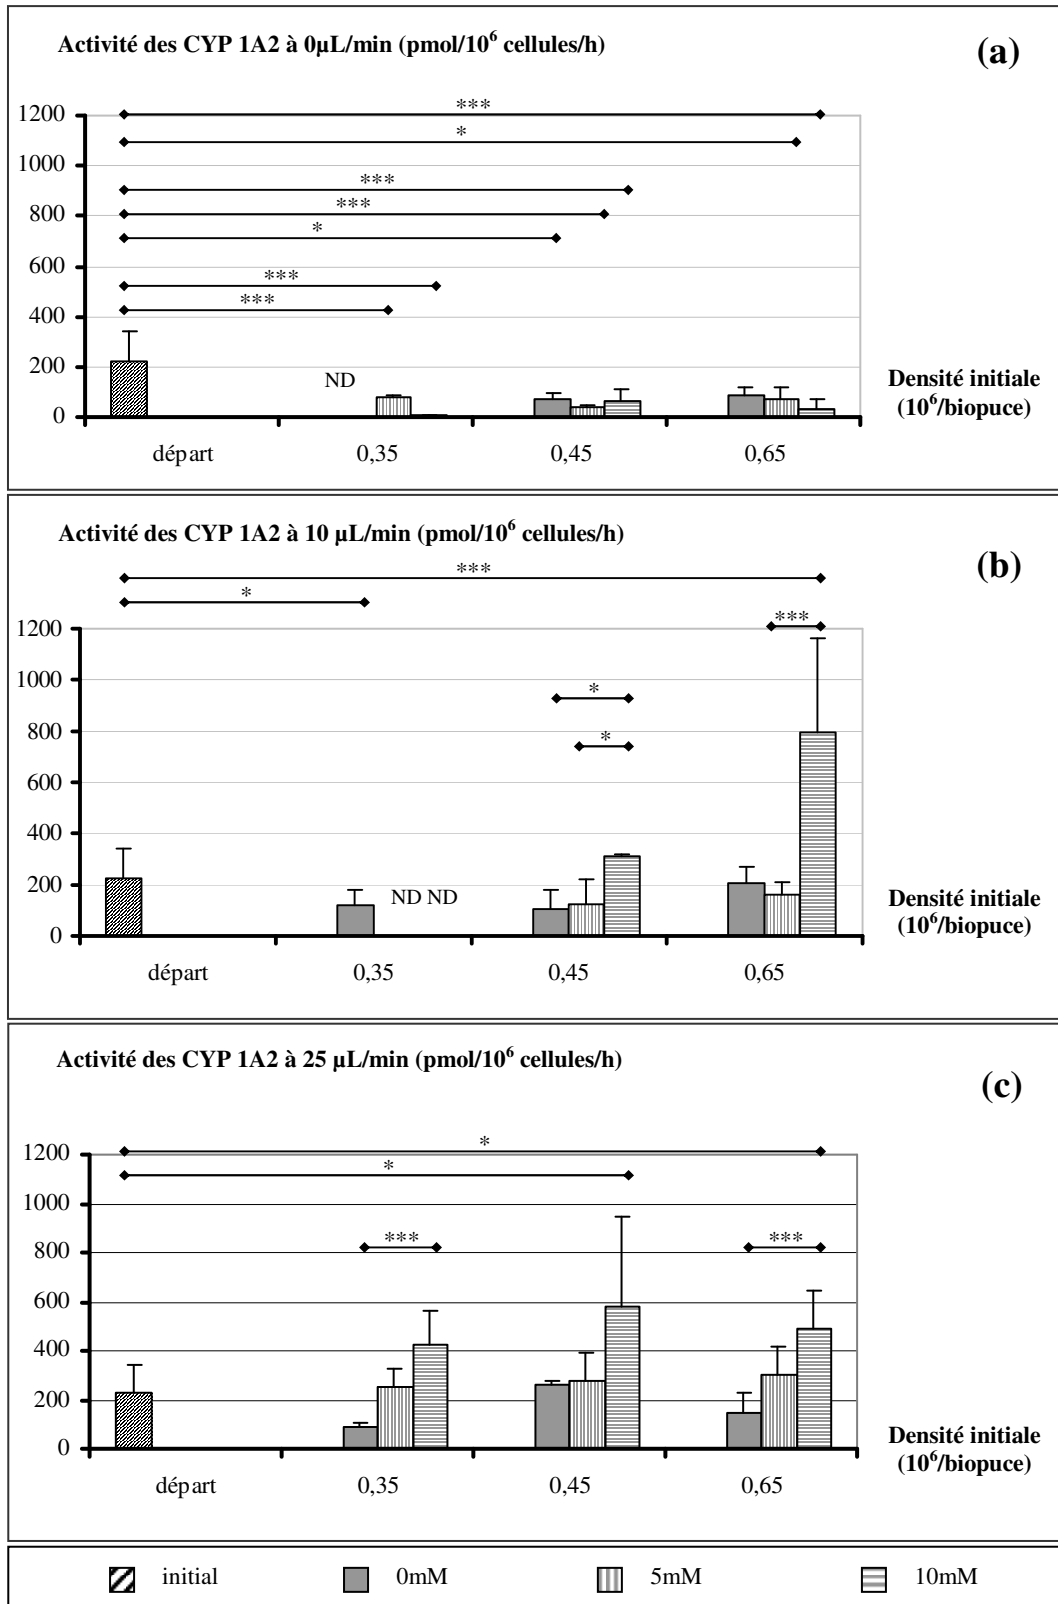 Activité des CYP 1A2 à 0µL/min (pmol/10⁶ cellules/h)
(a)
***
1200
*
1000
***
800
***
*
600
***
400
***
200
ND
0
départ
0,35
0,45
0,65
Densité initiale
(10⁶/biopuce)
Activité des CYP 1A2 à 10 µL/min (pmol/10⁶ cellules/h)
(b)
***
*
1200
***
1000
*
800
*
600
400
200
ND ND
0
départ
0,35
0,45
0,65
Densité initiale
(10⁶/biopuce)
Activité des CYP 1A2 à 25 µL/min (pmol/10⁶ cellules/h)
(c)
*
1200
*
1000
*** ***
800
600
400
200
0
départ
0,35
0,45
0,65
Densité initiale
(10⁶/biopuce)
initial
0mM
5mM
10mM